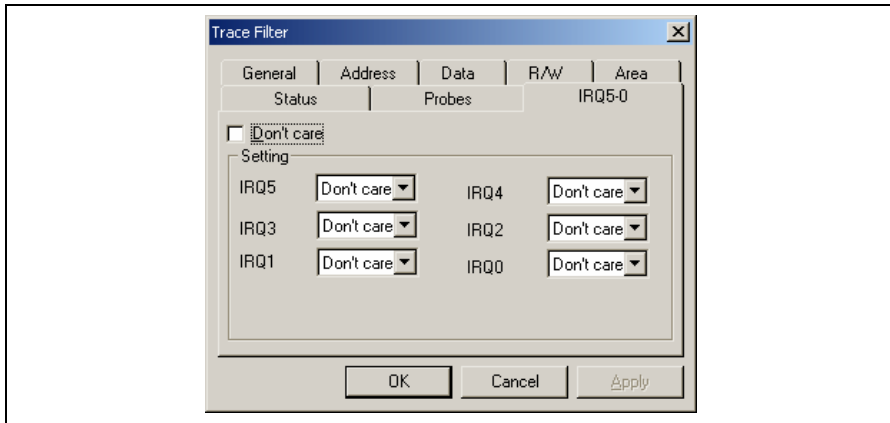 Trace Filter
General Address Data R/W Area
Status Probes IRQ5-0
Don't care
Setting
IRQ5 Don't care IRQ4 Don't care
IRQ3 Don't care IRQ2 Don't care
IRQ1 Don't care IRQ0 Don't care
OK Cancel Apply